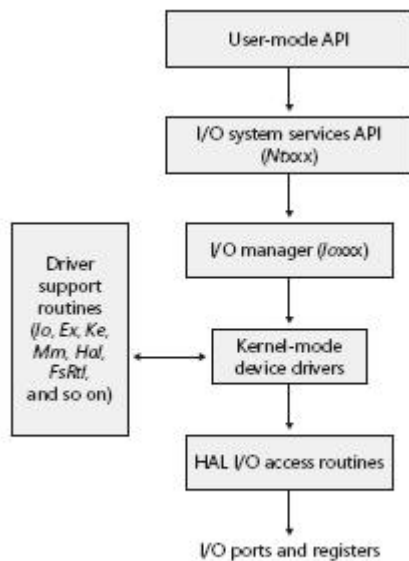 User-mode API
I/O system services API
(Ntxxx)
I/O manager (Ioxxx)
Driver
support
routines
(Io, Ex, Ke,
Mm, Hal,
FsRtl,
and so on)
Kernel-mode
device drivers
HAL I/O access routines
I/O ports and registers